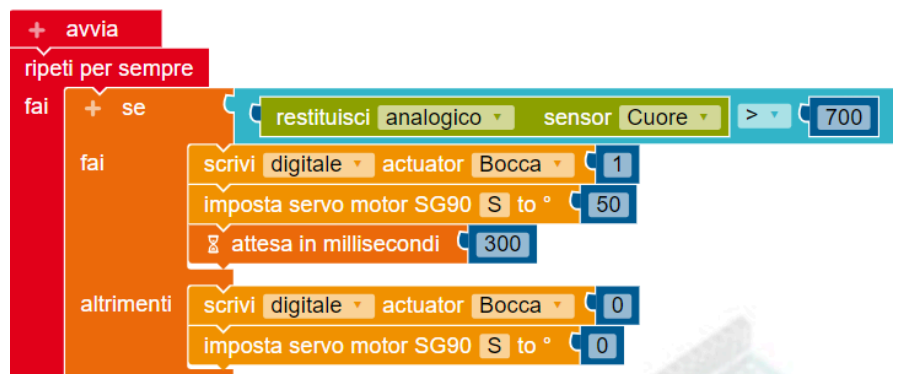 + avvia
ripeti per sempre
fai + se restituisci analogico sensor Cuore > 700
fai scrivi digitale actuator Bocca 1
imposta servo motor SG90 S to ° 50
attesa in millisecondi 300
altrimenti scrivi digitale actuator Bocca 0
imposta servo motor SG90 S to ° 0